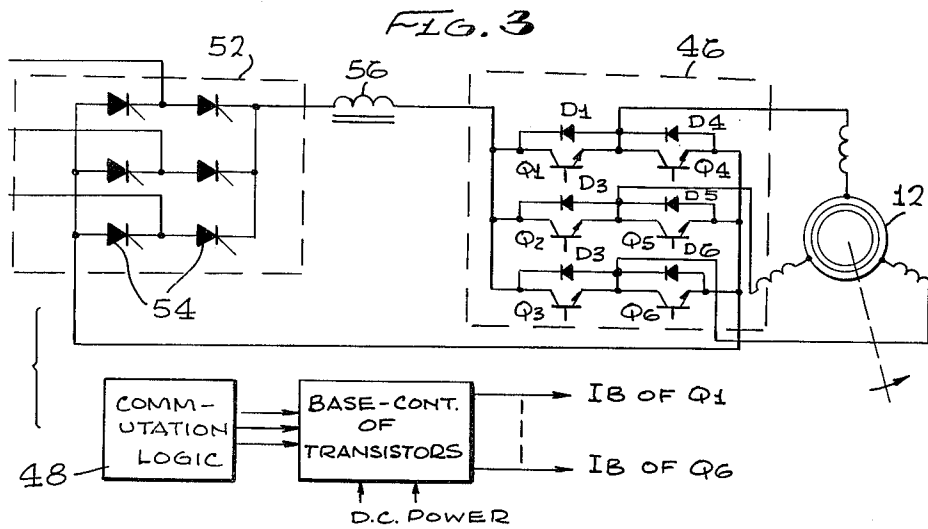 FIG. 3
52
56
46
D1
D4
Q1
D3
Q4
D5
12
Q2
D3
Q5
D6
54
Q3
Q6
COMM-
UTATION
LOGIC
48
BASE-CONT.
OF
TRANSISTORS
D.C. POWER
IB OF Q1
IB OF Q6